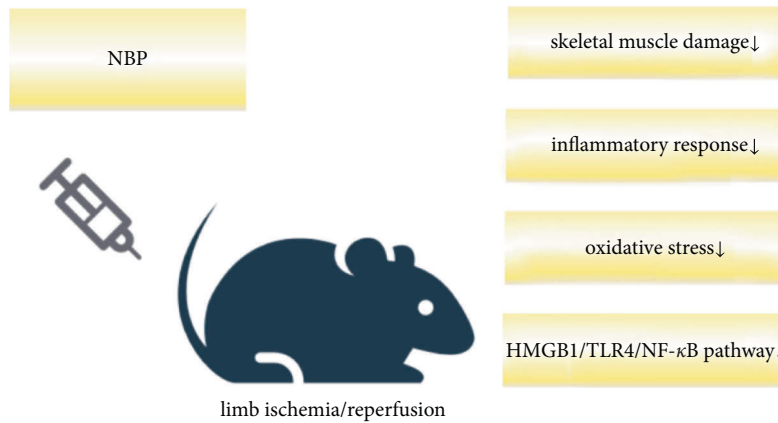 NBP
skeletal muscle damage↓
inflammatory response↓
oxidative stress↓
HMGB1/TLR4/NF-κB pathway
limb ischemia/reperfusion